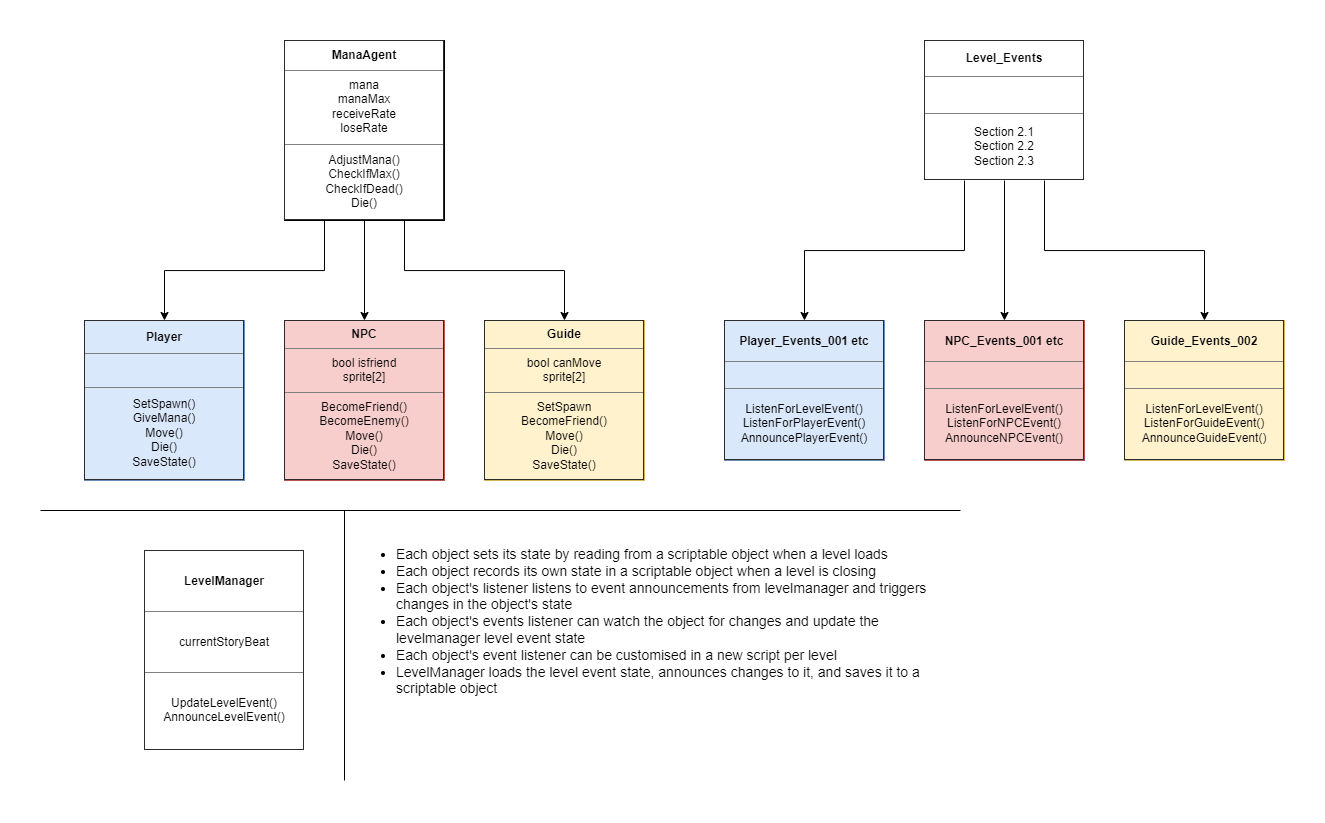 ManaAgent
mana
manaMax
receiveRate
loseRate
AdjustMana()
CheckIfMax()
CheckIfDead()
Die()
Level_Events
Section 2.1
Section 2.2
Section 2.3
Player
SetSpawn()
GiveMana()
Move()
Die()
SaveState()
NPC
bool isfriend
sprite[2]
BecomeFriend()
BecomeEnemy()
Move()
Die()
SaveState()
Guide
bool canMove
sprite[2]
SetSpawn
BecomeFriend()
Move()
Die()
SaveState()
Player_Events_001 etc
ListenForLevelEvent()
ListenForPlayerEvent()
AnnouncePlayerEvent()
NPC_Events_001 etc
ListenForLevelEvent()
ListenForNPCEvent()
AnnounceNPCEvent()
Guide_Events_002
ListenForLevelEvent()
ListenForGuideEvent()
AnnounceGuideEvent()
LevelManager
currentStoryBeat
UpdateLevelEvent()
AnnounceLevelEvent()
• Each object sets its state by reading from a scriptable object when a level loads
• Each object records its own state in a scriptable object when a level is closing
• Each object's listener listens to event announcements from levelmanager and triggers
changes in the object's state
• Each object's events listener can watch the object for changes and update the
levelmanager level event state
• Each object's event listener can be customised in a new script per level
• LevelManager loads the level event state, announces changes to it, and saves it to a
scriptable object